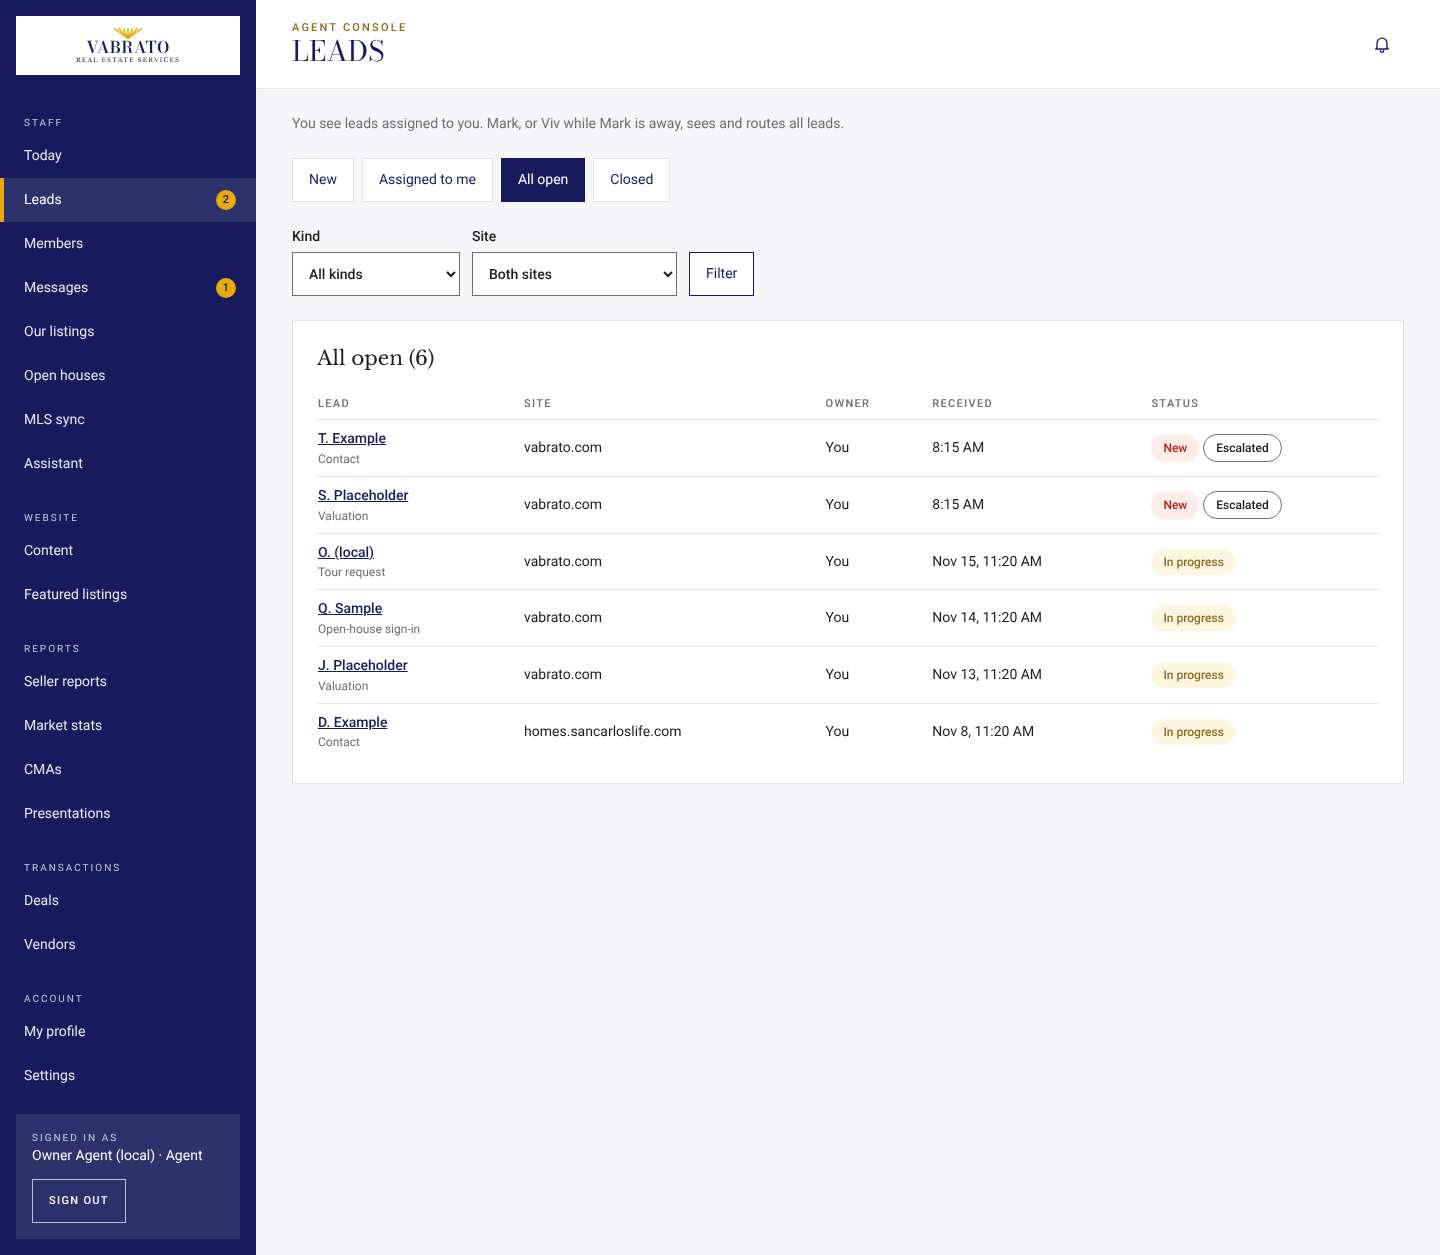 VABRATO
REAL ESTATE SERVICES
STAFF
Today
Leads 2
Members
Messages 1
Our listings
Open houses
MLS sync
Assistant
WEBSITE
Content
Featured listings
REPORTS
Seller reports
Market stats
CMAs
Presentations
TRANSACTIONS
Deals
Vendors
ACCOUNT
My profile
Settings
SIGNED IN AS
Owner Agent (local) · Agent
SIGN OUT
AGENT CONSOLE
LEADS
You see leads assigned to you. Mark, or Viv while Mark is away, sees and routes all leads.
New Assigned to me All open Closed
Kind Site
All kinds Both sites Filter
All open (6)
LEAD SITE OWNER RECEIVED STATUS
T. Example
Contact
vabrato.com You 8:15 AM New Escalated
S. Placeholder
Valuation
vabrato.com You 8:15 AM New Escalated
O. (local)
Tour request
vabrato.com You Nov 15, 11:20 AM In progress
Q. Sample
Open-house sign-in
vabrato.com You Nov 14, 11:20 AM In progress
J. Placeholder
Valuation
vabrato.com You Nov 13, 11:20 AM In progress
D. Example
Contact
homes.sancarloslife.com You Nov 8, 11:20 AM In progress